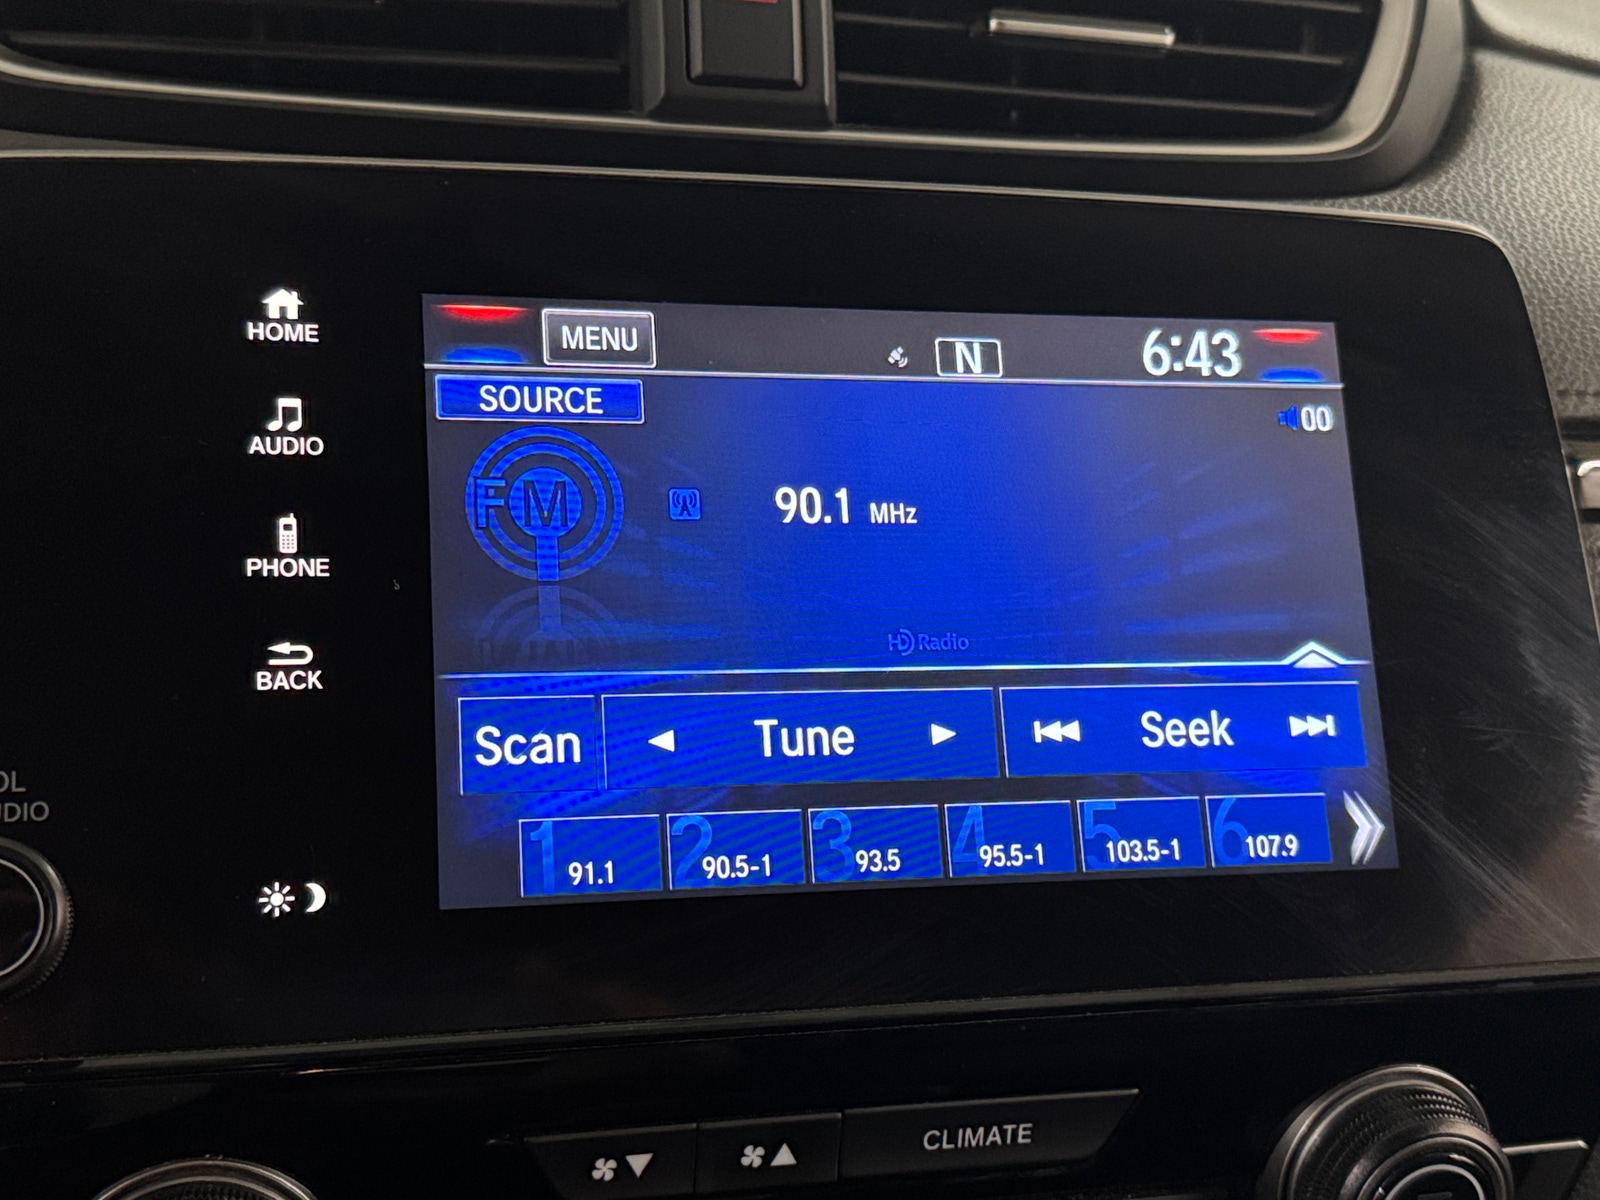 HOME
AUDIO
PHONE
BACK
MENU
N
6:43
SOURCE
00
FM
90.1 MHz
HD Radio
Scan
Tune
Seek
1 91.1
2 90.5-1
3 93.5
4 95.5-1
5 103.5-1
6 107.9
OL
UDIO
CLIMATE